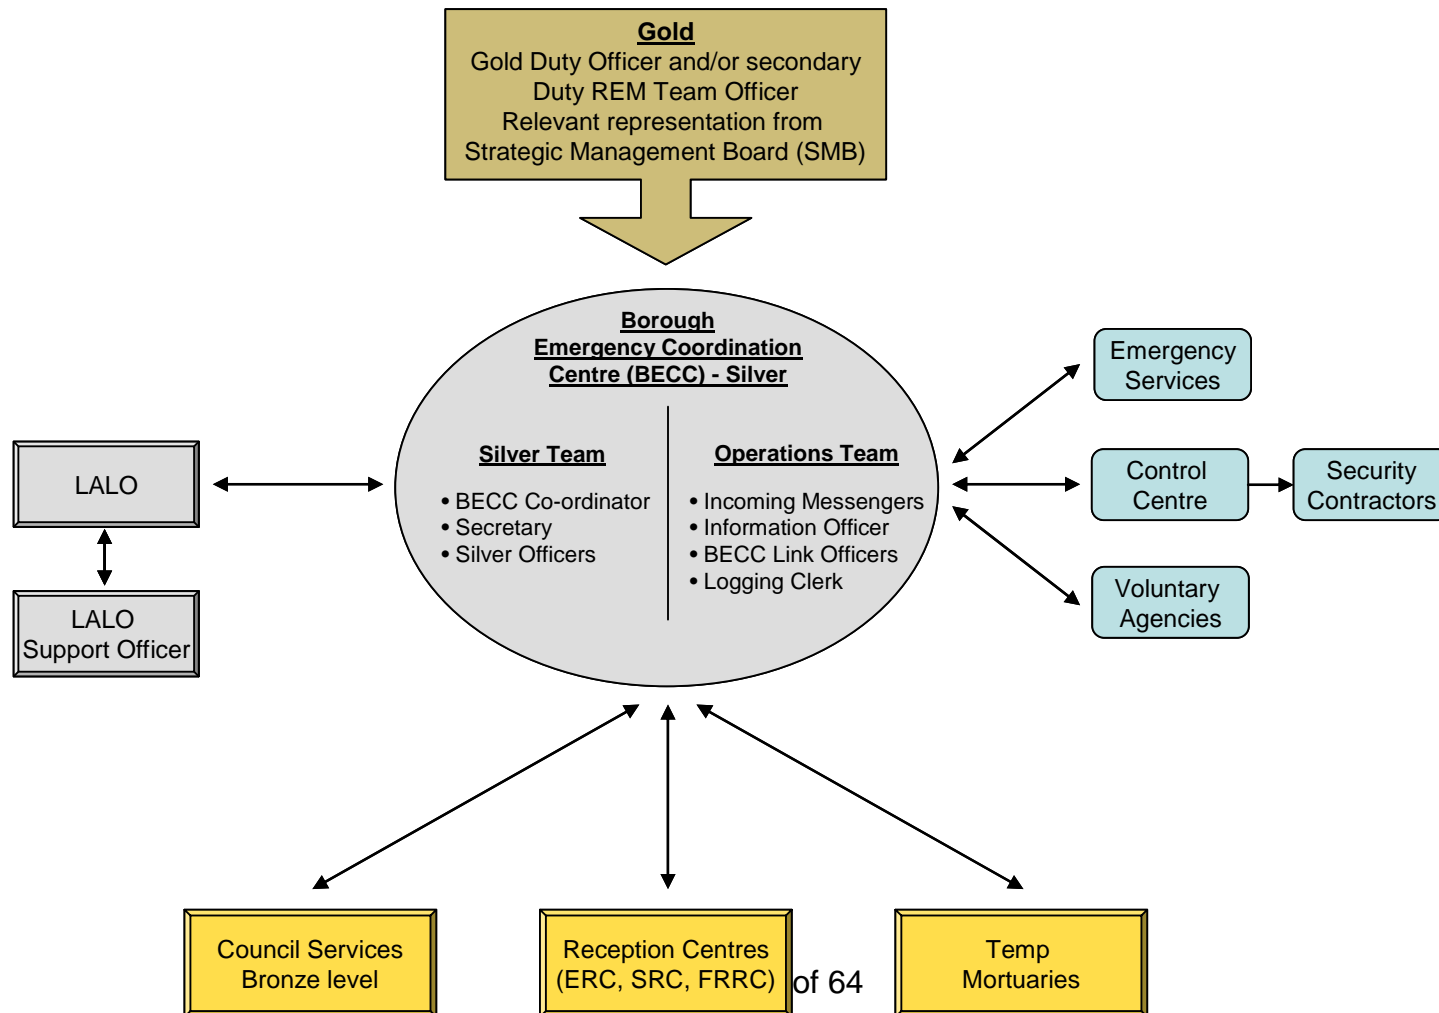 Gold
Gold Duty Officer and/or secondary
Duty REM Team Officer
Relevant representation from
Strategic Management Board (SMB)
Borough
Emergency Coordination
Centre (BECC) - Silver
Silver Team
• BECC Co-ordinator
• Secretary
• Silver Officers
Operations Team
• Incoming Messengers
• Information Officer
• BECC Link Officers
• Logging Clerk
LALO
LALO
Support Officer
Emergency
Services
Control
Centre
Security
Contractors
Voluntary
Agencies
Council Services
Bronze level
Reception Centres
(ERC, SRC, FRRC)
of 64
Temp
Mortuaries